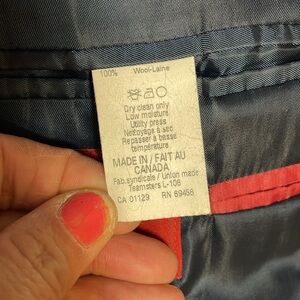 100% Wool-Laine
Dry clean only
Low moisture
Utility press
Nettoyage à sec
Repasser à basse
température
MADE IN / FAIT AU
CANADA
Fab.syndicale / Union made
Teamsters L-106
CA 01129 RN 69458